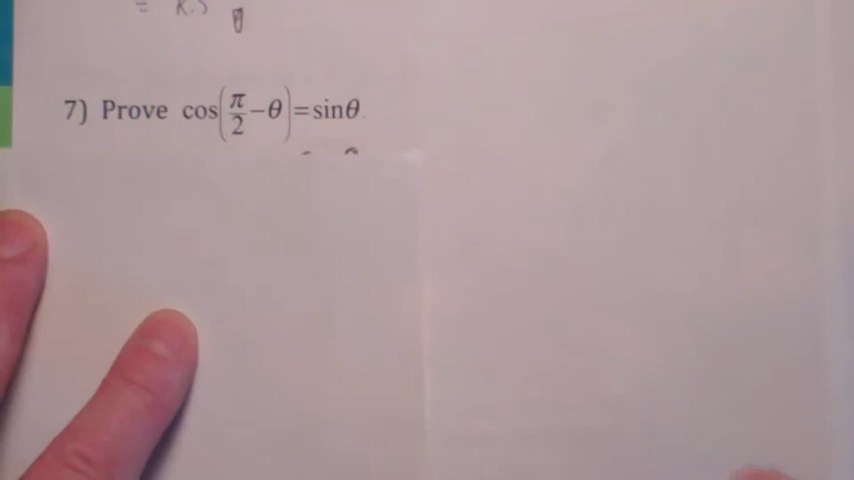 = R.S
7) Prove cos(π/2−θ)=sinθ.